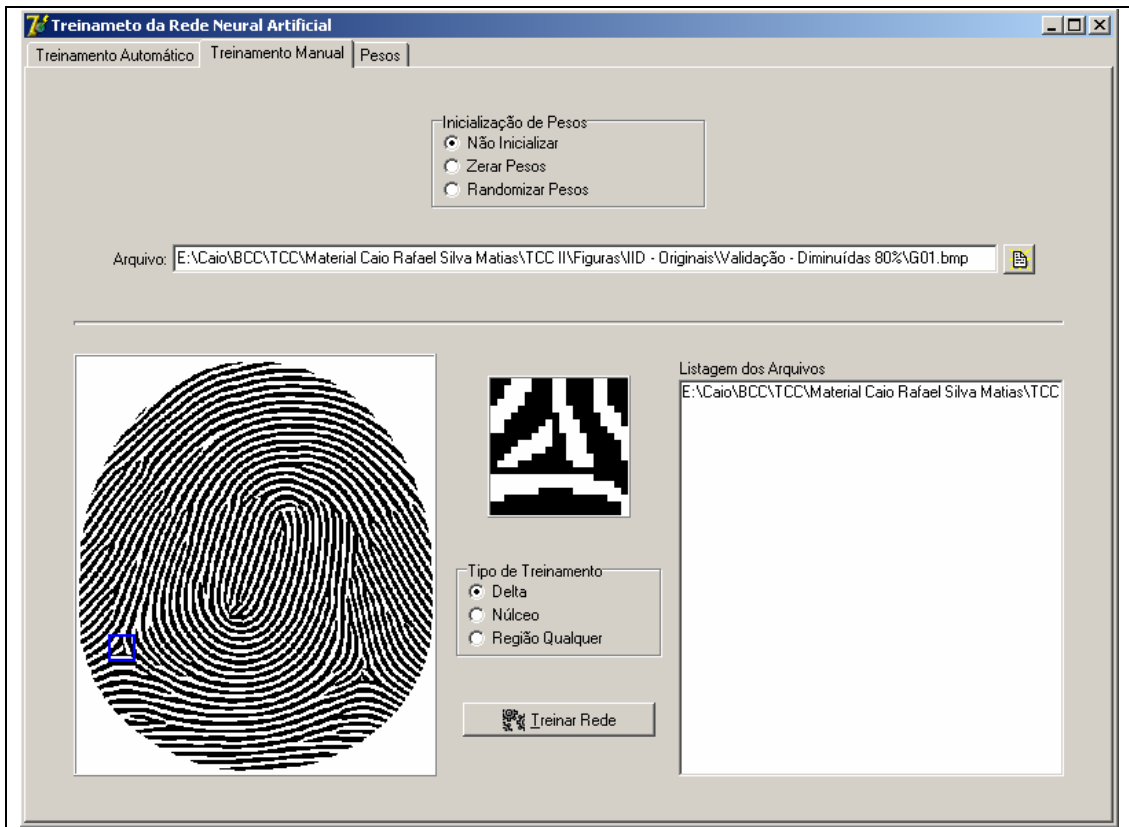 Treinameto da Rede Neural Artificial
Treinamento Automático Treinamento Manual Pesos
Inicialização de Pesos
Não Inicializar
Zerar Pesos
Randomizar Pesos
Arquivo: E:\Caio\BCC\TCC\Material Caio Rafael Silva Matias\TCC II\Figuras\IID - Originais\Validação - Diminuídas 80%\G01.bmp
Listagem dos Arquivos
E:\Caio\BCC\TCC\Material Caio Rafael Silva Matias\TCC
Tipo de Treinamento
Delta
Núlceo
Região Qualquer
Treinar Rede